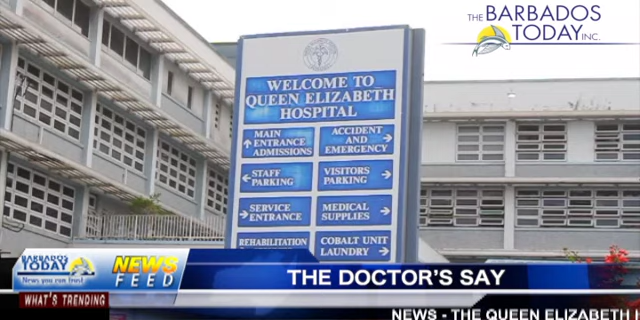 THE BARBADOS
TODAY INC.
WELCOME TO
QUEEN ELIZABETH
HOSPITAL
MAIN
ENTRANCE
ADMISSIONS
ACCIDENT AND
EMERGENCY
STAFF
PARKING
VISITORS
PARKING
SERVICE
ENTRANCE
MEDICAL
SUPPLIES
REHABILITATION
COBALT UNIT
LAUNDRY
BARBADOS
TODAY
News you can trust
NEWS
FEED
THE DOCTOR'S SAY
WHAT'S TRENDING
NEWS - THE QUEEN ELIZABETH